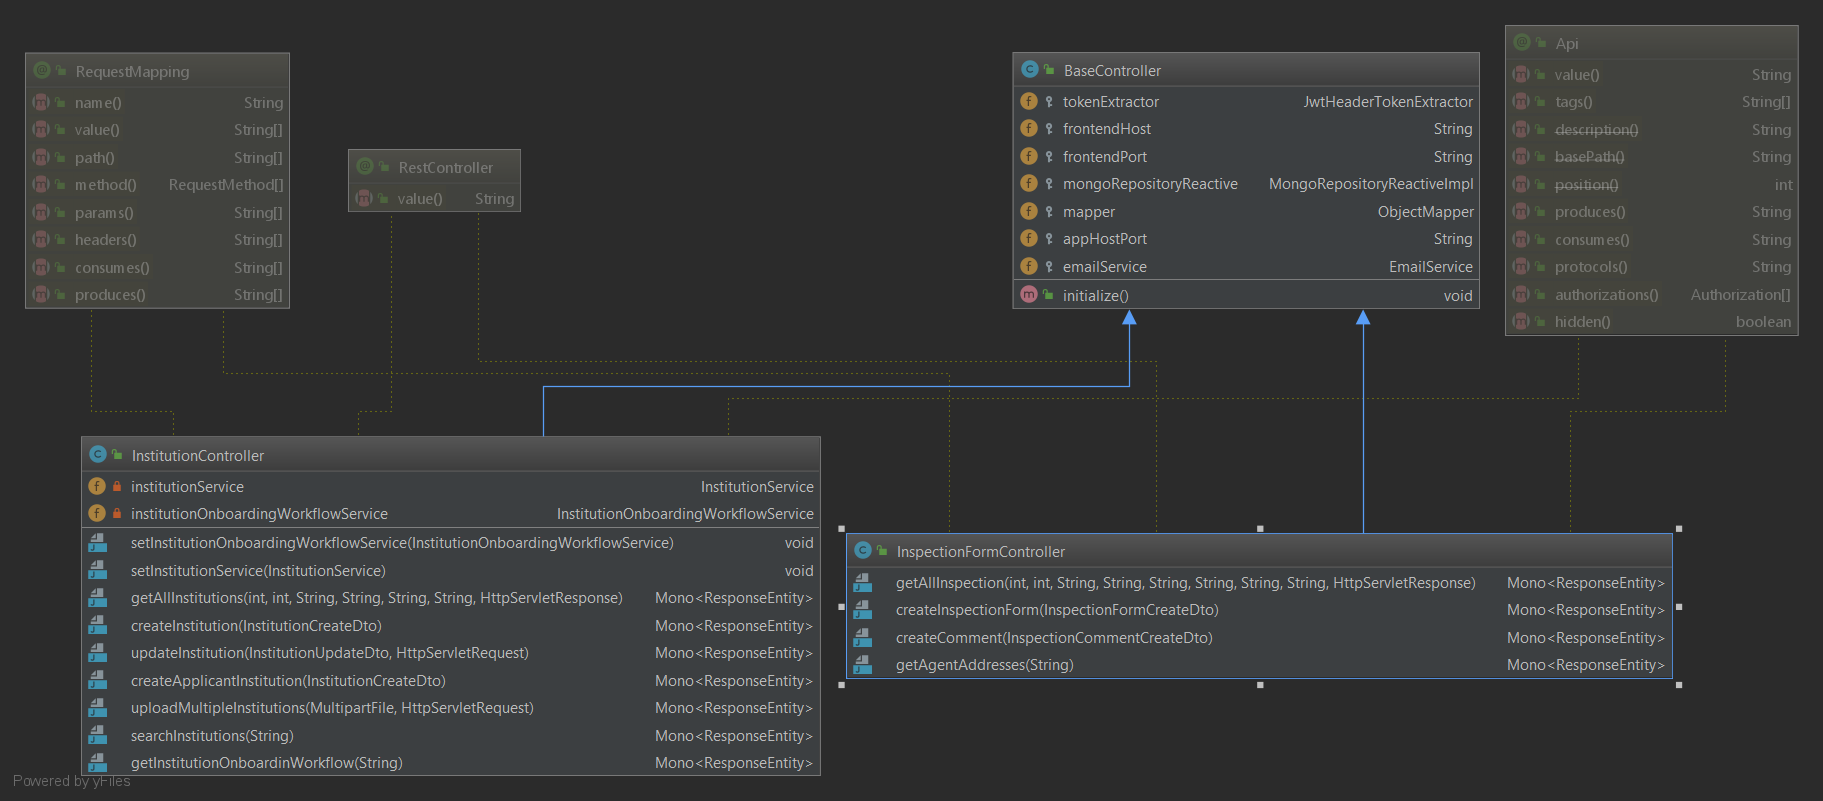 RequestMapping
name() String
value() String[]
path() String[]
method() RequestMethod[]
params() String[]
headers() String[]
consumes() String[]
produces() String[]
RestController
value() String
BaseController
tokenExtractor JwtHeaderTokenExtractor
frontendHost String
frontendPort String
mongoRepositoryReactive MongoRepositoryReactiveImpl
mapper ObjectMapper
appHostPort String
emailService EmailService
initialize() void
Api
value() String
tags() String[]
description() String
basePath() String
position() int
produces() String
consumes() String
protocols() String
authorizations() Authorization[]
hidden() boolean
InstitutionController
institutionService InstitutionService
institutionOnboardingWorkflowService InstitutionOnboardingWorkflowService
setInstitutionOnboardingWorkflowService(InstitutionOnboardingWorkflowService) void
setInstitutionService(InstitutionService) void
getAllInstitutions(int, int, String, String, String, String, HttpServletResponse) Mono<ResponseEntity>
createInstitution(InstitutionCreateDto) Mono<ResponseEntity>
updateInstitution(InstitutionUpdateDto, HttpServletRequest) Mono<ResponseEntity>
createApplicantInstitution(InstitutionCreateDto) Mono<ResponseEntity>
uploadMultipleInstitutions(MultipartFile, HttpServletRequest) Mono<ResponseEntity>
searchInstitutions(String) Mono<ResponseEntity>
getInstitutionOnboardinWorkflow(String) Mono<ResponseEntity>
InspectionFormController
getAllInspection(int, int, String, String, String, String, String, String, HttpServletResponse) Mono<ResponseEntity>
createInspectionForm(InspectionFormCreateDto) Mono<ResponseEntity>
createComment(InspectionCommentCreateDto) Mono<ResponseEntity>
getAgentAddresses(String) Mono<ResponseEntity>
Powered by yFiles